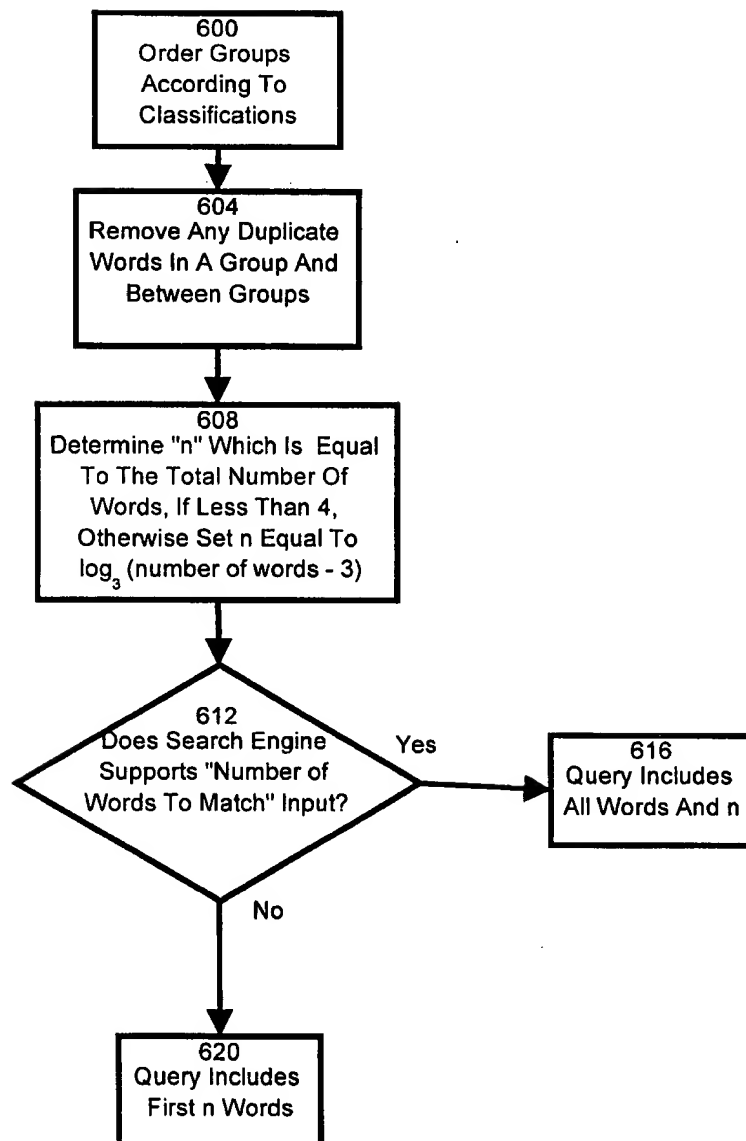 600
Order Groups
According To
Classifications
604
Remove Any Duplicate
Words In A Group And
Between Groups
608
Determine "n" Which Is Equal
To The Total Number Of
Words, If Less Than 4,
Otherwise Set n Equal To
log₃ (number of words - 3)
612
Does Search Engine
Supports "Number of
Words To Match" Input?
Yes
616
Query Includes
All Words And n
No
620
Query Includes
First n Words